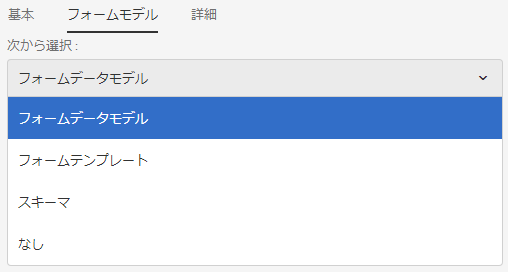 基本 フォームモデル 詳細
次から選択 :
フォームデータモデル
フォームデータモデル
フォームテンプレート
スキーマ
なし